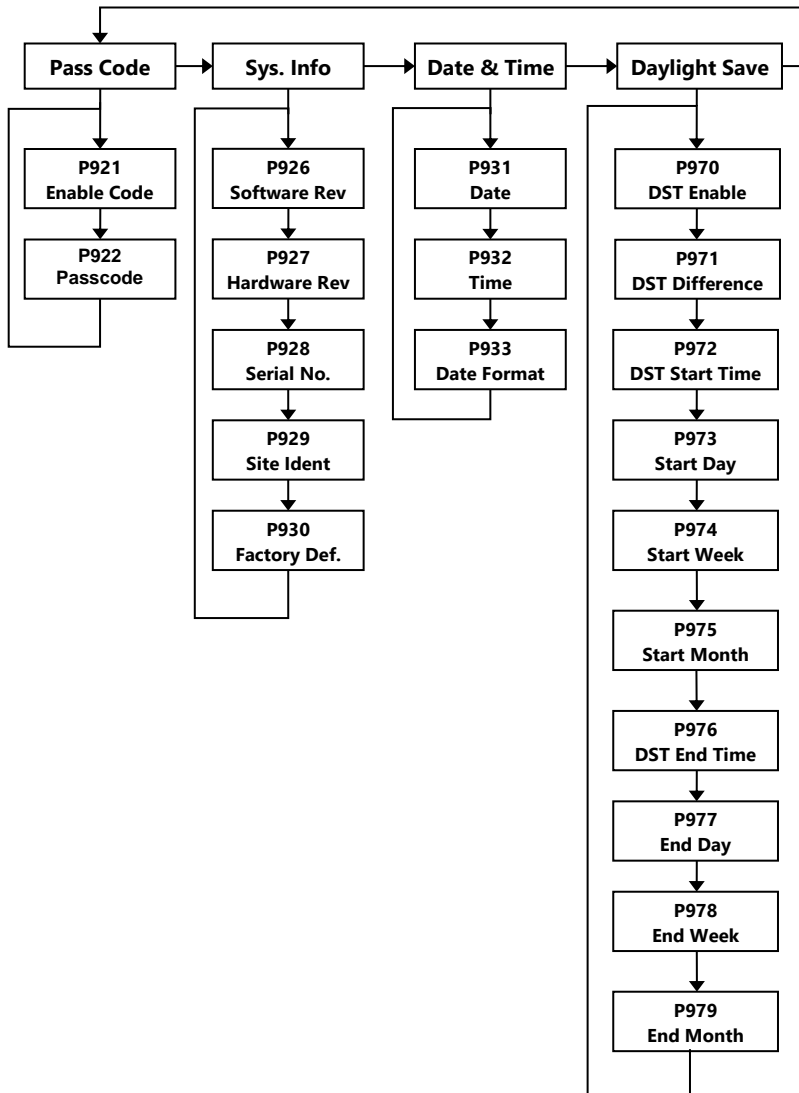 Pass Code
Sys. Info
Date & Time
Daylight Save
P921
Enable Code
P922
Passcode
P926
Software Rev
P927
Hardware Rev
P928
Serial No.
P929
Site Ident
P930
Factory Def.
P931
Date
P932
Time
P933
Date Format
P970
DST Enable
P971
DST Difference
P972
DST Start Time
P973
Start Day
P974
Start Week
P975
Start Month
P976
DST End Time
P977
End Day
P978
End Week
P979
End Month